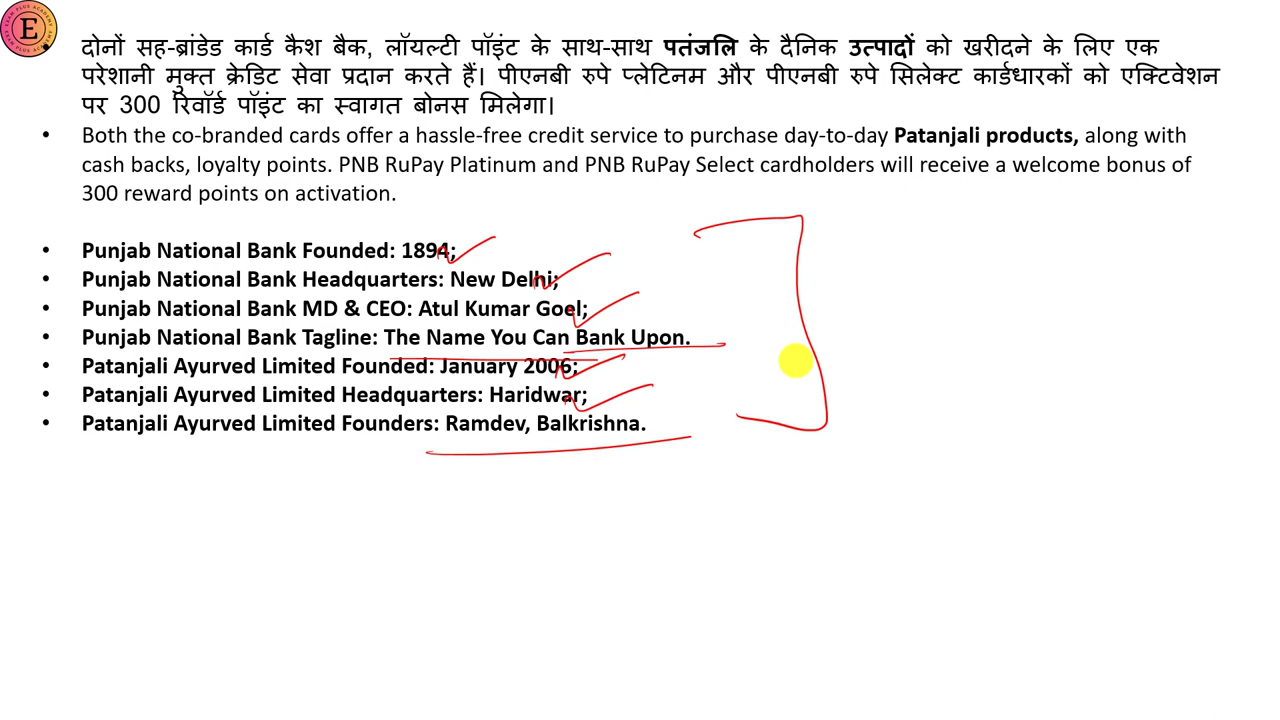 E
दोनों सह-ब्रांडेड कार्ड कैश बैक, लॉयल्टी पॉइंट के साथ-साथ पतंजलि के दैनिक उत्पादों को खरीदने के लिए एक
परेशानी मुक्त क्रेडिट सेवा प्रदान करते हैं। पीएनबी रुपे प्लेटिनम और पीएनबी रुपे सिलेक्ट कार्डधारकों को एक्टिवेशन
पर 300 रिवॉर्ड पॉइंट का स्वागत बोनस मिलेगा।
• Both the co-branded cards offer a hassle-free credit service to purchase day-to-day Patanjali products, along with
cash backs, loyalty points. PNB RuPay Platinum and PNB RuPay Select cardholders will receive a welcome bonus of
300 reward points on activation.
• Punjab National Bank Founded: 1894;
• Punjab National Bank Headquarters: New Delhi;
• Punjab National Bank MD & CEO: Atul Kumar Goel;
• Punjab National Bank Tagline: The Name You Can Bank Upon.
• Patanjali Ayurved Limited Founded: January 2006;
• Patanjali Ayurved Limited Headquarters: Haridwar;
• Patanjali Ayurved Limited Founders: Ramdev, Balkrishna.